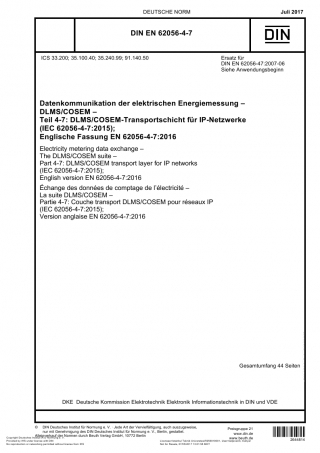 DEUTSCHE NORM
Juli 2017
DIN EN 62056-4-7
DIN
ICS 33.200; 35.100.40; 35.240.99; 91.140.50
Ersatz für
DIN EN 62056-47:2007-06
Siehe Anwendungsbeginn
Datenkommunikation der elektrischen Energiemessung –
DLMS/COSEM –
Teil 4-7: DLMS/COSEM-Transportschicht für IP-Netzwerke
(IEC 62056-4-7:2015);
Englische Fassung EN 62056-4-7:2016
Electricity metering data exchange –
The DLMS/COSEM suite –
Part 4-7: DLMS/COSEM transport layer for IP networks
(IEC 62056-4-7:2015);
English version EN 62056-4-7:2016
Échange des données de comptage de l'électricité –
La suite DLMS/COSEM –
Partie 4-7: Couche transport DLMS/COSEM pour réseaux IP
(IEC 62056-4-7:2015);
Version anglaise EN 62056-4-7:2016
Gesamtumfang 44 Seiten
DKE Deutsche Kommission Elektrotechnik Elektronik Informationstechnik in DIN und VDE
© DIN Deutsches Institut für Normung e. V. Jede Art der Vervielfältigung, auch auszugsweise,
nur mit Genehmigung des DIN Deutsches Institut für Normung e. V., Berlin, gestattet.
Alleinverkauf der Normen durch Beuth Verlag GmbH, 10772 Berlin
Preisgruppe 21
www.din.de
www.beuth.de